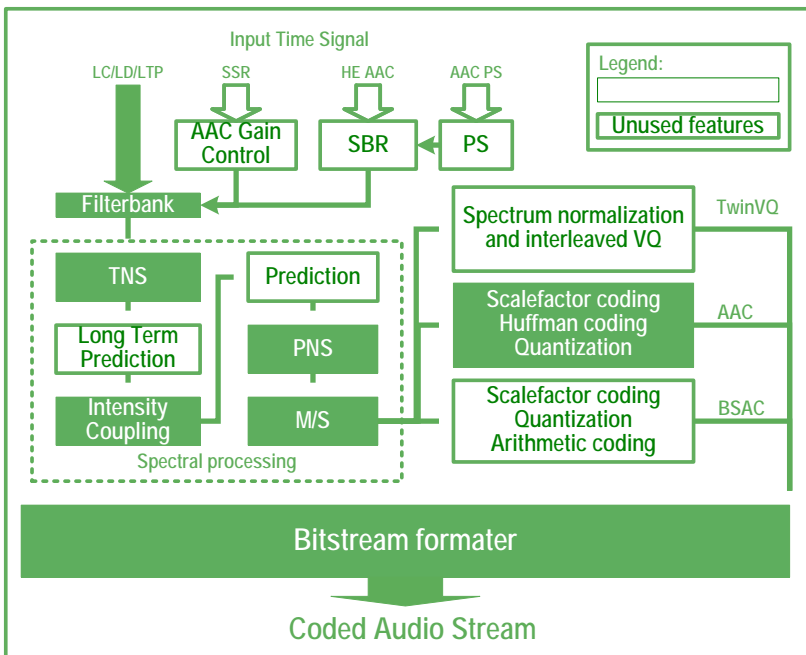 Input Time Signal
LC/LD/LTP
SSR
HE AAC
AAC PS
Legend:
Unused features
AAC Gain
Control
SBR
PS
Filterbank
TNS
Long Term
Prediction
Intensity
Coupling
Prediction
PNS
M/S
Spectral processing
Spectrum normalization
and interleaved VQ
TwinVQ
Scalefactor coding
Huffman coding
Quantization
AAC
Scalefactor coding
Quantization
Arithmetic coding
BSAC
Bitstream formater
Coded Audio Stream